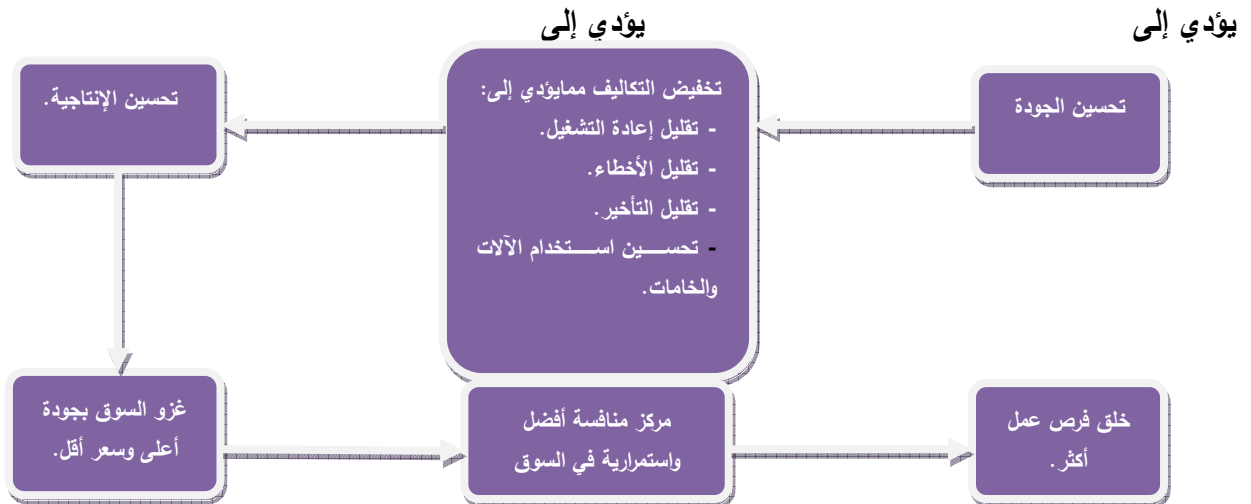 يؤدي إلى
يؤدي إلى
تحسين الجودة
تخفيض التكاليف ممايؤدي إلى:
- تقليل إعادة التشغيل.
- تقليل الأخطاء.
- تقليل التأخير.
- تحســـين اســـتخدام الآلات
والخامات.
تحسين الإنتاجية.
غزو السوق بجودة
أعلى وسعر أقل.
مركز منافسة أفضل
واستمرارية في السوق
خلق فرص عمل
أكثر.